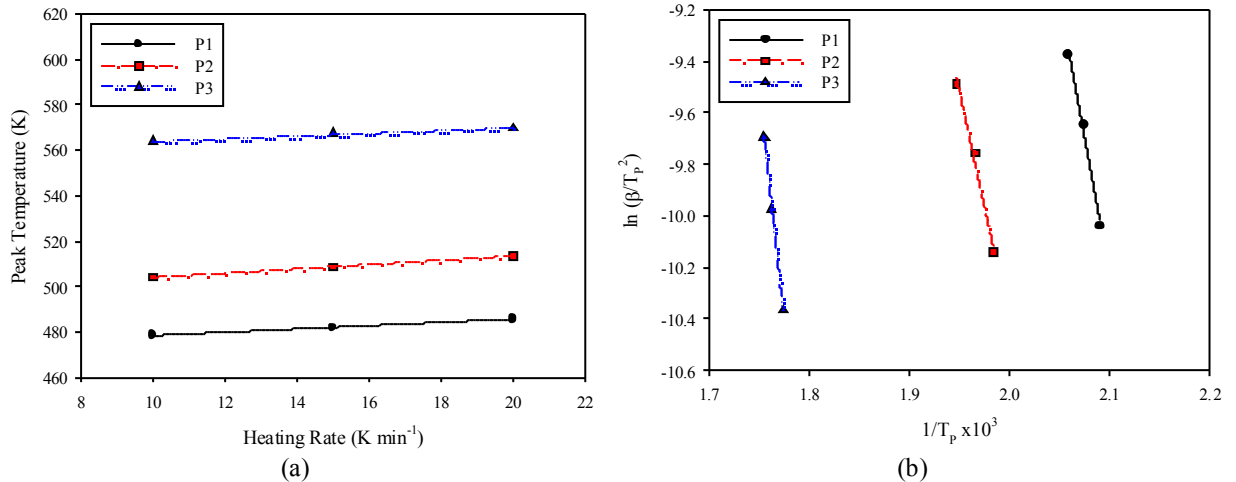 620
600
580
560
540
520
500
480
460
Peak Temperature (K)
P1
P2
P3
8 10 12 14 16 18 20 22
Heating Rate (K min⁻¹)
(a)
-9.2
-9.4
-9.6
-9.8
-10.0
-10.2
-10.4
-10.6
ln (β/T_P²)
P1
P2
P3
1.7 1.8 1.9 2.0 2.1 2.2
1/T_P x10³
(b)